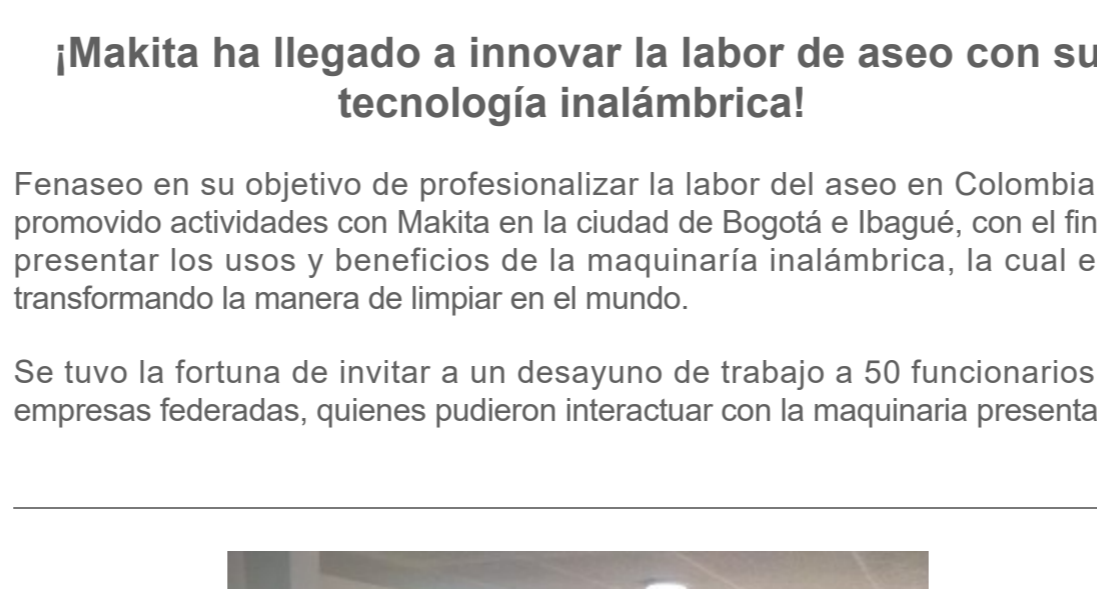 ¡Makita ha llegado a innovar la labor de aseo con su
tecnología inalámbrica!
Fenaseo en su objetivo de profesionalizar la labor del aseo en Colombia
promovido actividades con Makita en la ciudad de Bogotá e Ibagué, con el fin
presentar los usos y beneficios de la maquinaría inalámbrica, la cual e
transformando la manera de limpiar en el mundo.
Se tuvo la fortuna de invitar a un desayuno de trabajo a 50 funcionarios
empresas federadas, quienes pudieron interactuar con la maquinaria presenta